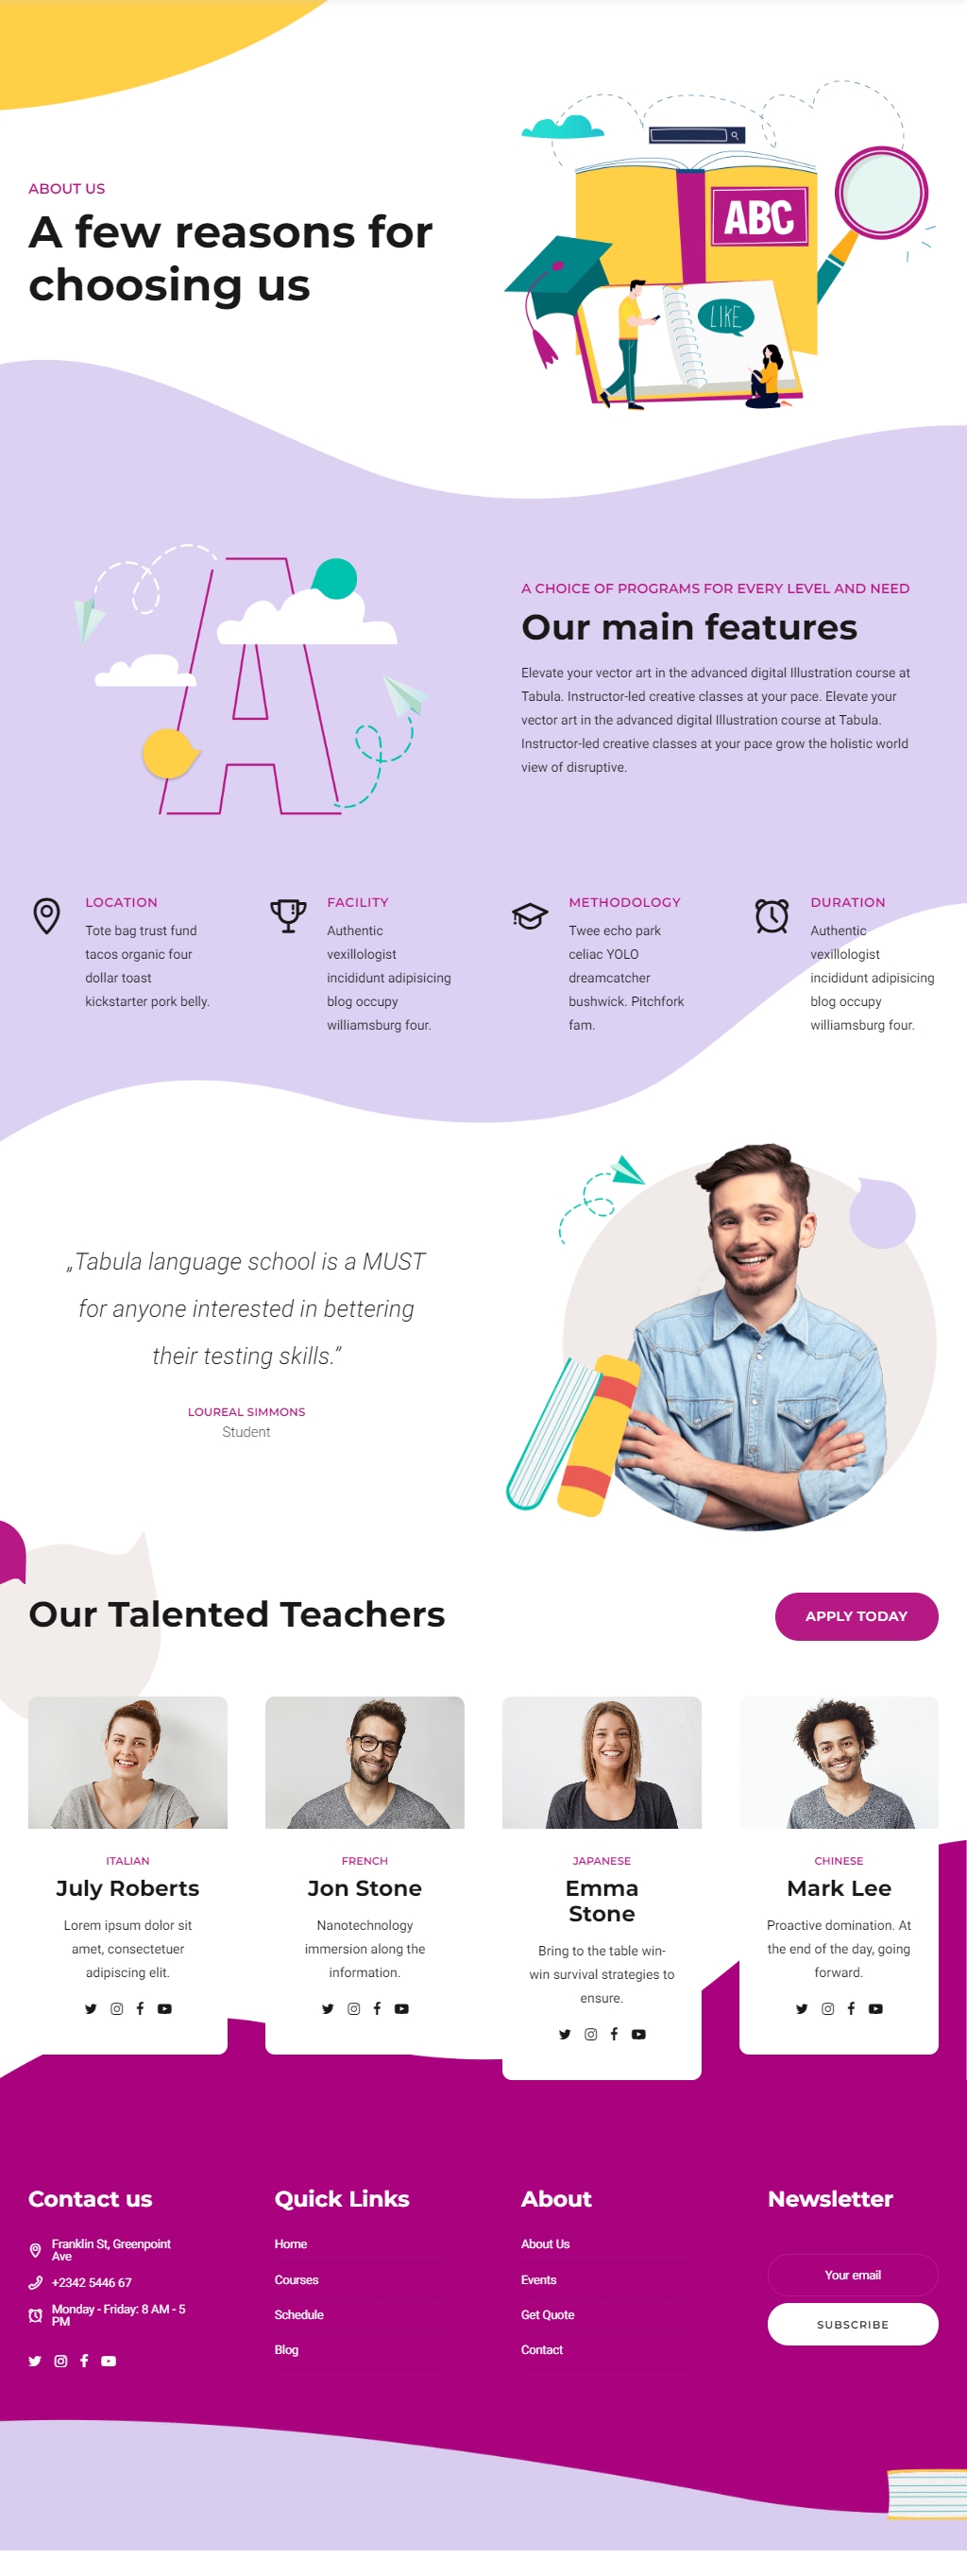 ABOUT US
A few reasons for
choosing us
ABC
LIKE
A CHOICE OF PROGRAMS FOR EVERY LEVEL AND NEED
Our main features
Elevate your vector art in the advanced digital Illustration course at
Tabula. Instructor-led creative classes at your pace. Elevate your
vector art in the advanced digital Illustration course at Tabula.
Instructor-led creative classes at your pace grow the holistic world
view of disruptive.
A
LOCATION
Tote bag trust fund
tacos organic four
dollar toast
kickstarter pork belly.
FACILITY
Authentic
vexillologist
incididunt adipisicing
blog occupy
williamsburg four.
METHODOLOGY
Twee echo park
celiac YOLO
dreamcatcher
bushwick. Pitchfork
fam.
DURATION
Authentic
vexillologist
incididunt adipisicing
blog occupy
williamsburg four.
„Tabula language school is a MUST
for anyone interested in bettering
their testing skills.”
LOUREAL SIMMONS
Student
Our Talented Teachers
APPLY TODAY
ITALIAN
July Roberts
Lorem ipsum dolor sit
amet, consectetuer
adipiscing elit.
FRENCH
Jon Stone
Nanotechnology
immersion along the
information.
JAPANESE
Emma
Stone
Bring to the table win-
win survival strategies to
ensure.
CHINESE
Mark Lee
Proactive domination. At
the end of the day, going
forward.
Contact us
Franklin St, Greenpoint
Ave
+2342 5446 67
Monday - Friday: 8 AM - 5
PM
Quick Links
Home
Courses
Schedule
Blog
About
About Us
Events
Get Quote
Contact
Newsletter
Your email
SUBSCRIBE